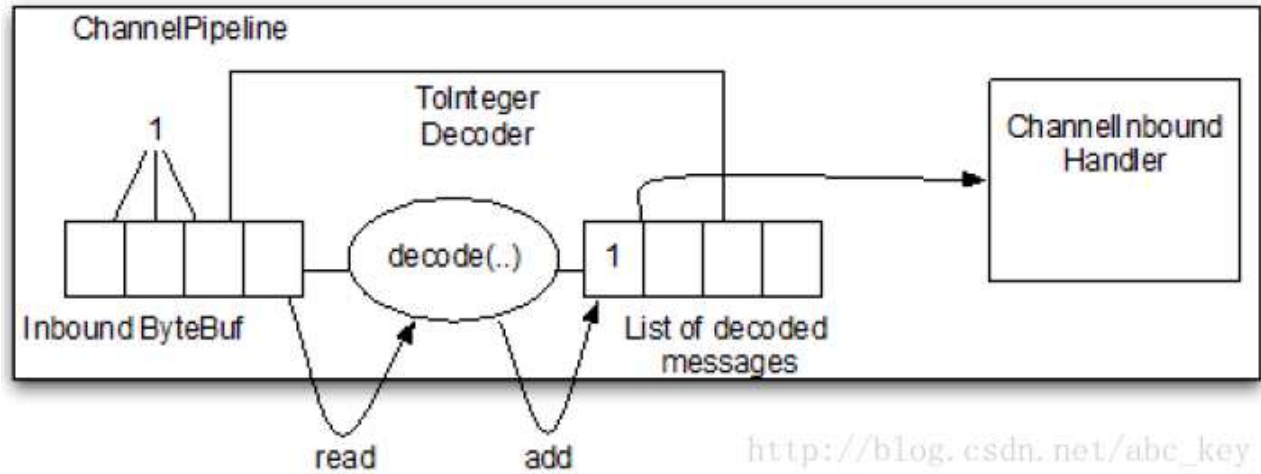 ChannelPipeline
ToInteger
Decoder
1
ChannelInbound
Handler
decode(..)
1
Inbound ByteBuf
List of decoded
messages
read
add
http://blog.csdn.net/abc_key